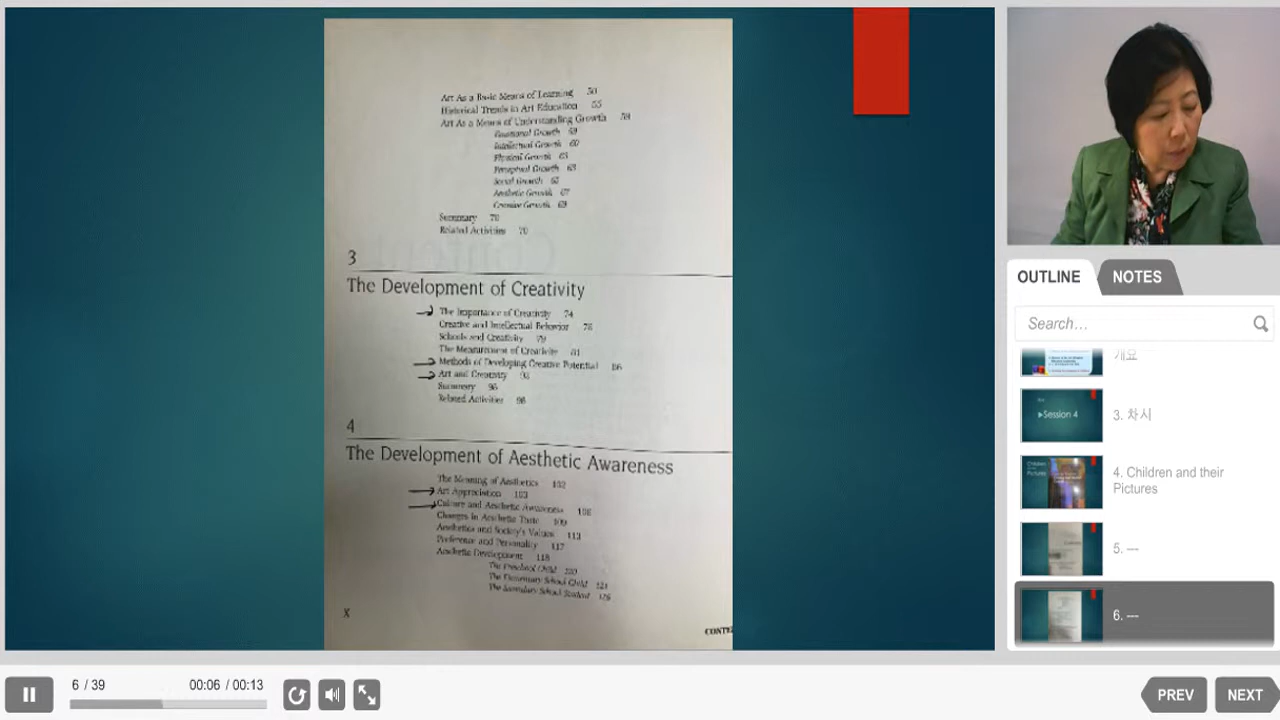 Art As a Basic Means of Learning 50
Historical Trends in Art Education 55
Art As a Means of Understanding Growth 58
Emotional Growth 59
Intellectual Growth 60
Physical Growth 63
Perceptual Growth 63
Social Growth 65
Aesthetic Growth 67
Creative Growth 69
Summary 70
Related Activities 70
3
The Development of Creativity
The Importance of Creativity 74
Creative and Intellectual Behavior 76
Schools and Creativity 79
The Measurement of Creativity 81
Methods of Developing Creative Potential 86
Art and Creativity 93
Summary 96
Related Activities 98
4
The Development of Aesthetic Awareness
The Meaning of Aesthetics 102
Art Appreciation 103
Culture and Aesthetic Awareness 106
Changes in Aesthetic Taste 109
Aesthetics and Society's Values 113
Preference and Personality 117
Aesthetic Development 118
The Preschool Child 120
The Elementary School Child 121
The Secondary School Student 126
X
OUTLINE
NOTES
Search...
개요
Session 4
3. 차시
Children
Pictures
4. Children and their
Pictures
5. ---
6. ---
6 / 39
00:06 / 00:13
PREV
NEXT